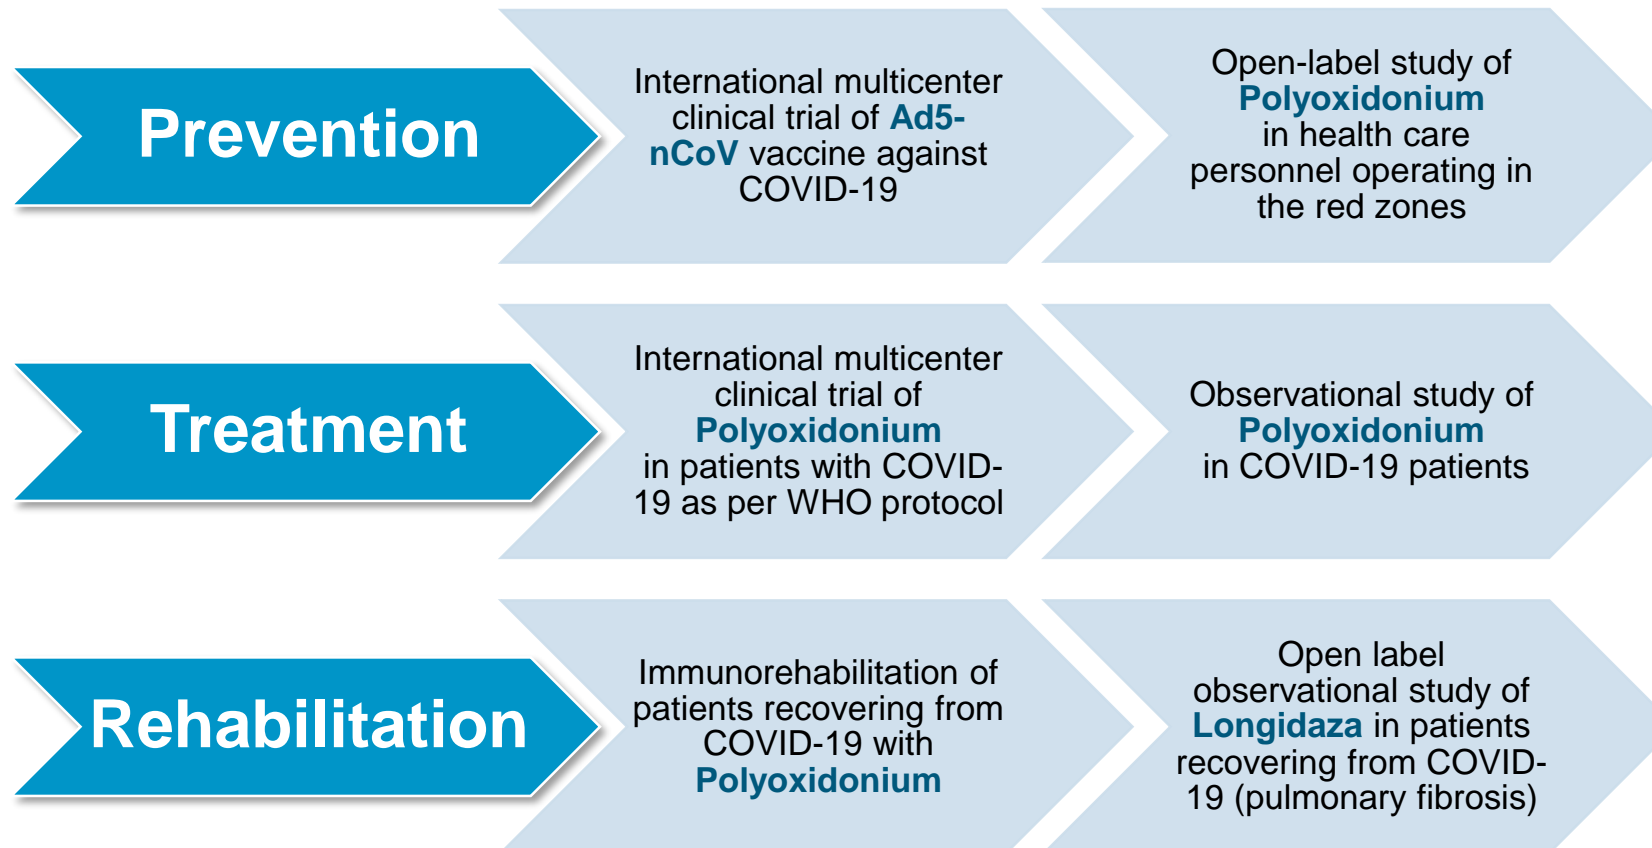 Prevention
International multicenter
clinical trial of Ad5-
nCoV vaccine against
COVID-19
Open-label study of
Polyoxidonium
in health care
personnel operating in
the red zones
Treatment
International multicenter
clinical trial of
Polyoxidonium
in patients with COVID-
19 as per WHO protocol
Observational study of
Polyoxidonium
in COVID-19 patients
Rehabilitation
Immunorehabilitation of
patients recovering from
COVID-19 with
Polyoxidonium
Open label
observational study of
Longidaza in patients
recovering from COVID-
19 (pulmonary fibrosis)